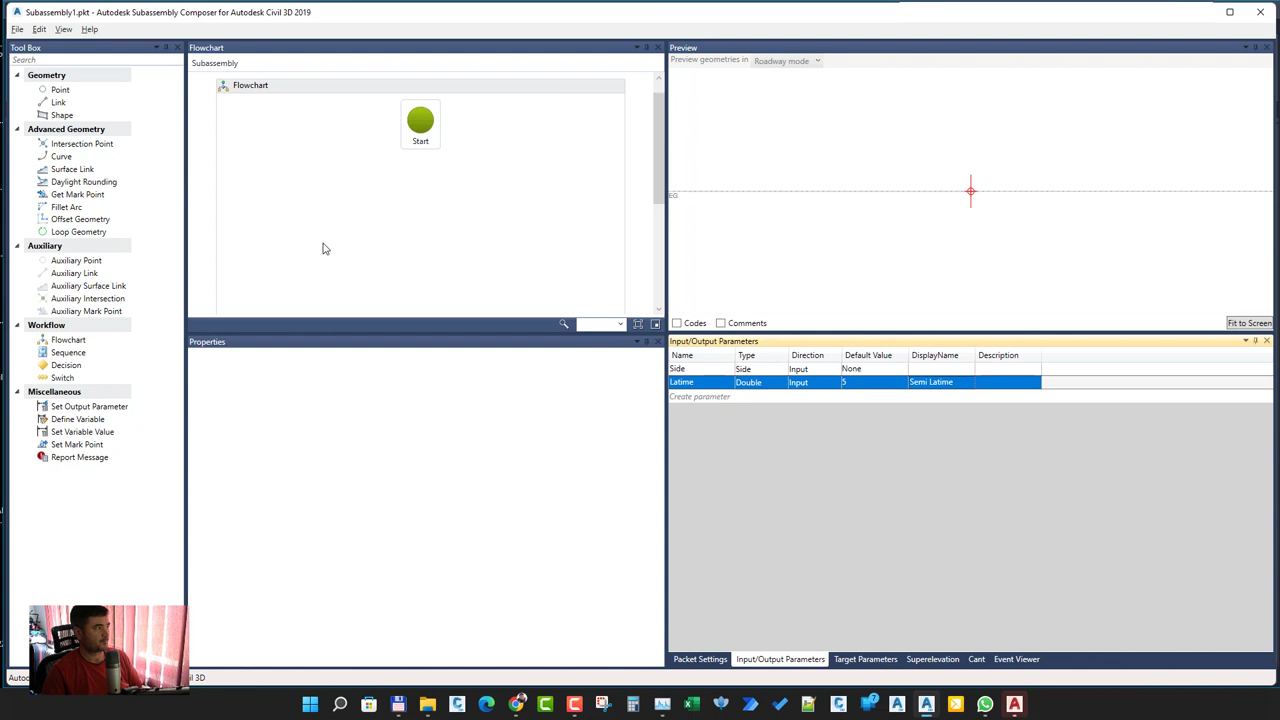 Subassembly1.pkt - Autodesk Subassembly Composer for Autodesk Civil 3D 2019
File Edit View Help
Tool Box
Search
Geometry
Point
Link
Shape
Advanced Geometry
Intersection Point
Curve
Surface Link
Daylight Rounding
Get Mark Point
Fillet Arc
Offset Geometry
Loop Geometry
Auxiliary
Auxiliary Point
Auxiliary Link
Auxiliary Surface Link
Auxiliary Intersection
Auxiliary Mark Point
Workflow
Flowchart
Sequence
Decision
Switch
Miscellaneous
Set Output Parameter
Define Variable
Set Variable Value
Set Mark Point
Report Message
Flowchart
Subassembly
Flowchart
Start
Properties
Preview
Preview geometries in Roadway mode
EG
Codes Comments Fit to Screen
Input/Output Parameters
Name Type Direction Default Value DisplayName Description
Side Side Input None
Latime Double Input 5 Semi Latime
Create parameter
Packet Settings Input/Output Parameters Target Parameters Superelevation Cant Event Viewer
vil 3D